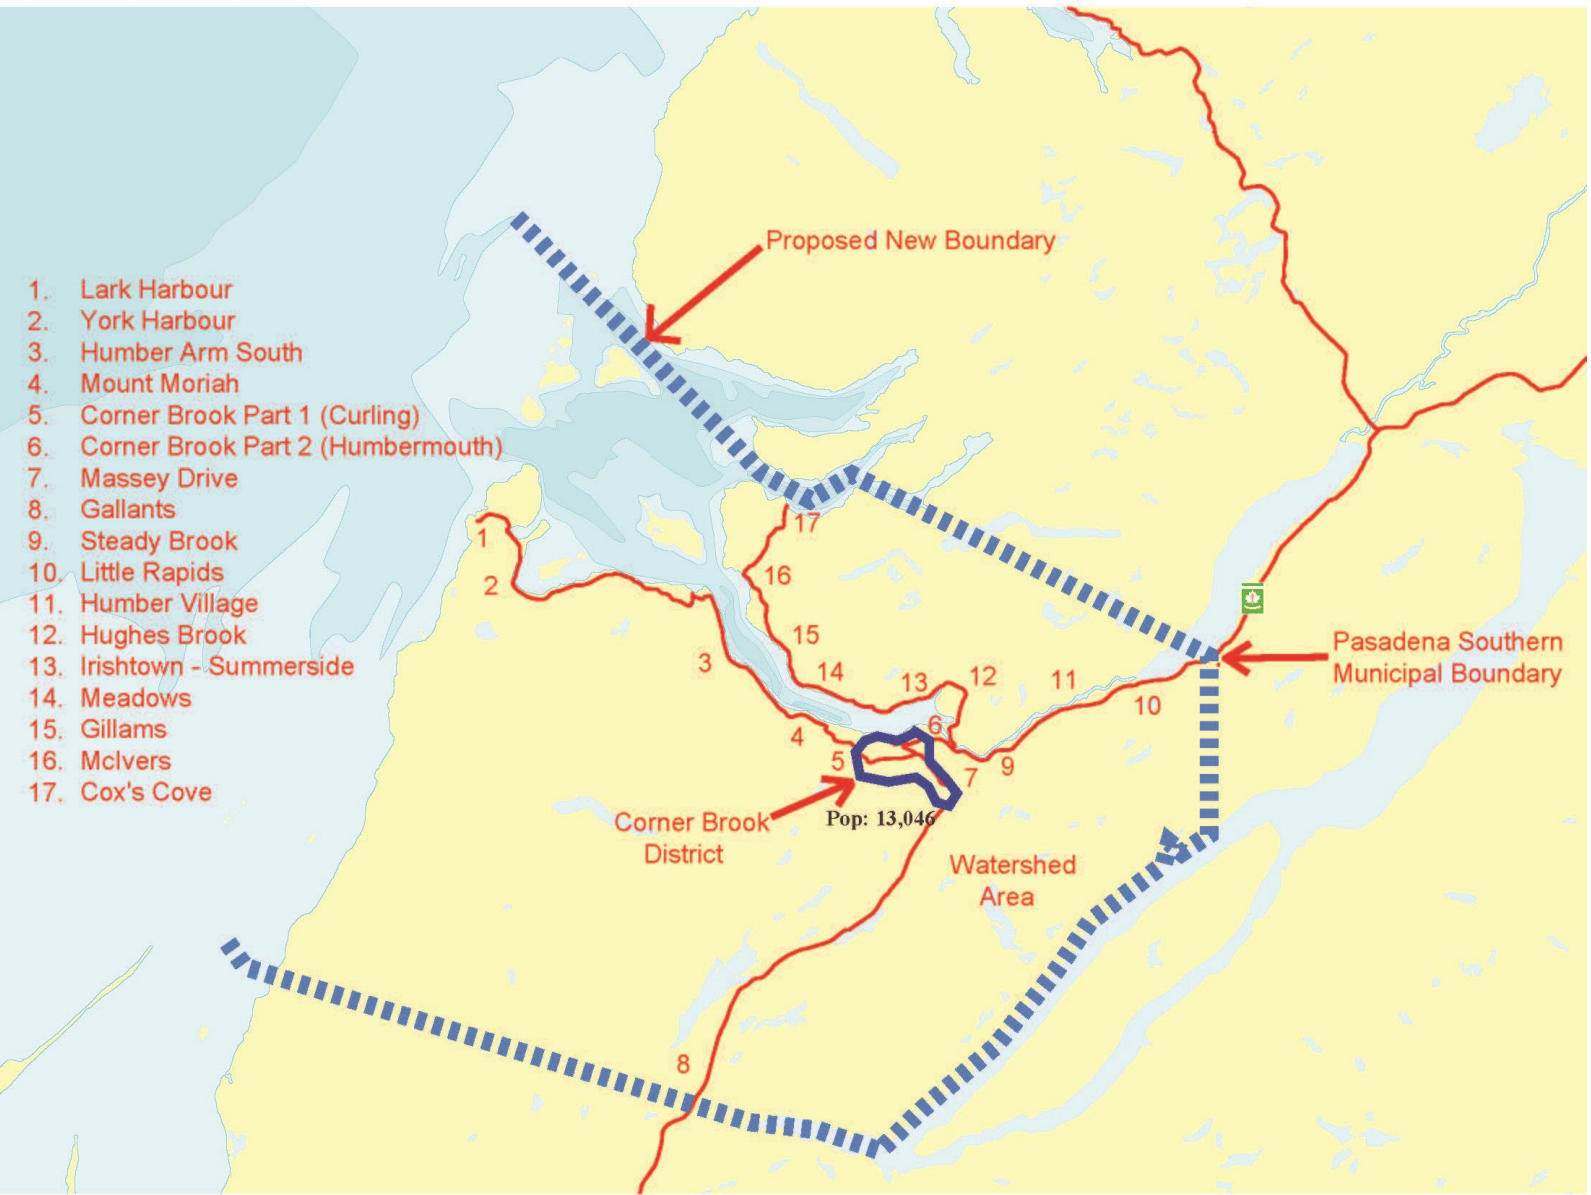 Proposed New Boundary
1. Lark Harbour
2. York Harbour
3. Humber Arm South
4. Mount Moriah
5. Corner Brook Part 1 (Curling)
6. Corner Brook Part 2 (Humbermouth)
7. Massey Drive
8. Gallants
9. Steady Brook
10. Little Rapids
11. Humber Village
12. Hughes Brook
13. Irishtown - Summerside
14. Meadows
15. Gillams
16. McIvers
17. Cox's Cove
1
2
3
4
5
6
7
8
9
10
11
12
13
14
15
16
17
Pasadena Southern
Municipal Boundary
Corner Brook
District
Pop: 13,046
Watershed
Area